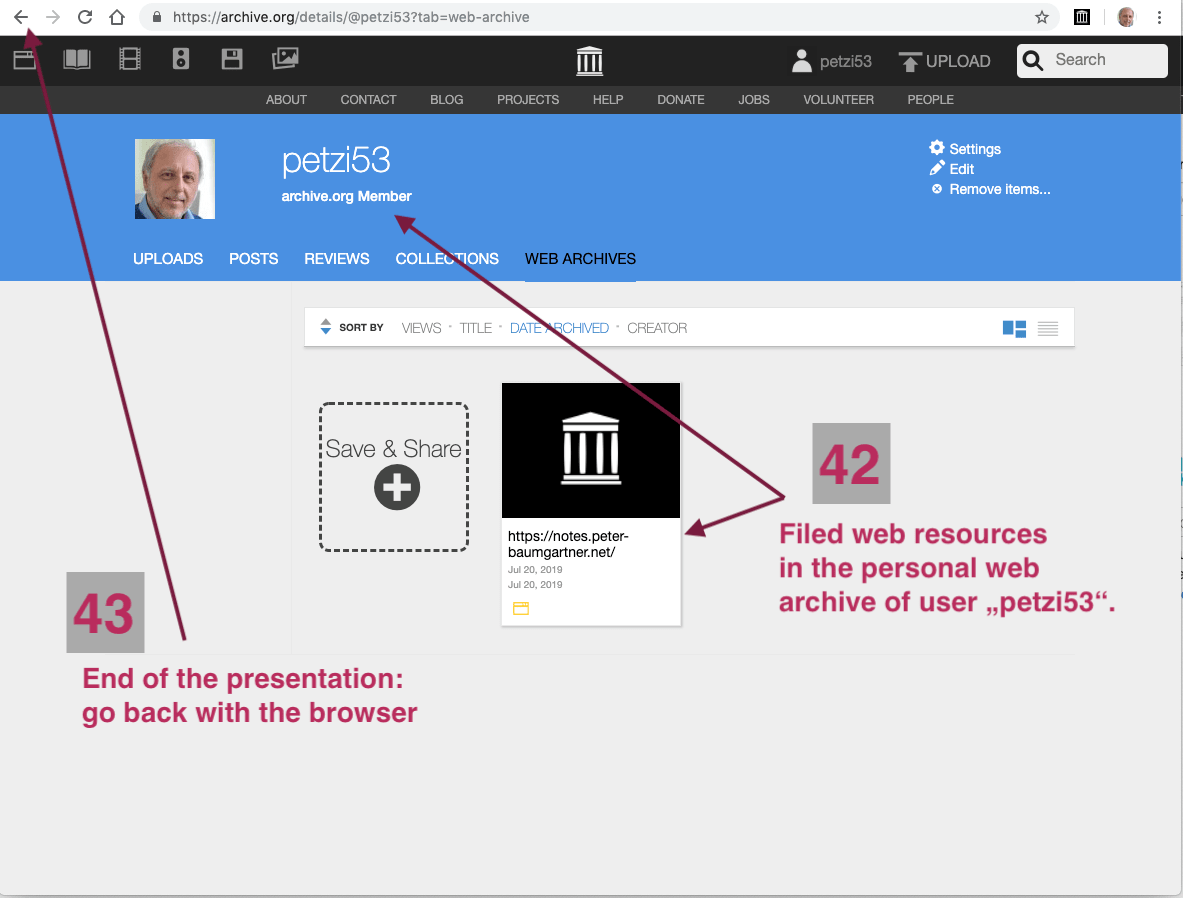 https://archive.org/details/@petzi53?tab=web-archive
petzi53 UPLOAD Search
ABOUT CONTACT BLOG PROJECTS HELP DONATE JOBS VOLUNTEER PEOPLE
petzi53
archive.org Member
Settings
Edit
Remove items...
UPLOADS POSTS REVIEWS COLLECTIONS WEB ARCHIVES
SORT BY VIEWS · TITLE · DATE ARCHIVED · CREATOR
Save & Share
https://notes.peter-
baumgartner.net/
Jul 20, 2019
Jul 20, 2019
42
Filed web resources
in the personal web
archive of user „petzi53“.
43
End of the presentation:
go back with the browser